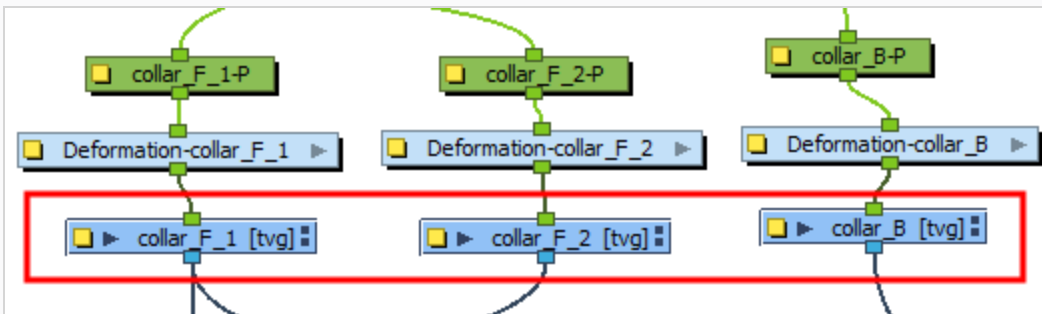 collar_F_1-P
collar_F_2-P
collar_B-P
Deformation-collar_F_1
Deformation-collar_F_2
Deformation-collar_B
collar_F_1 [tvg]
collar_F_2 [tvg]
collar_B [tvg]